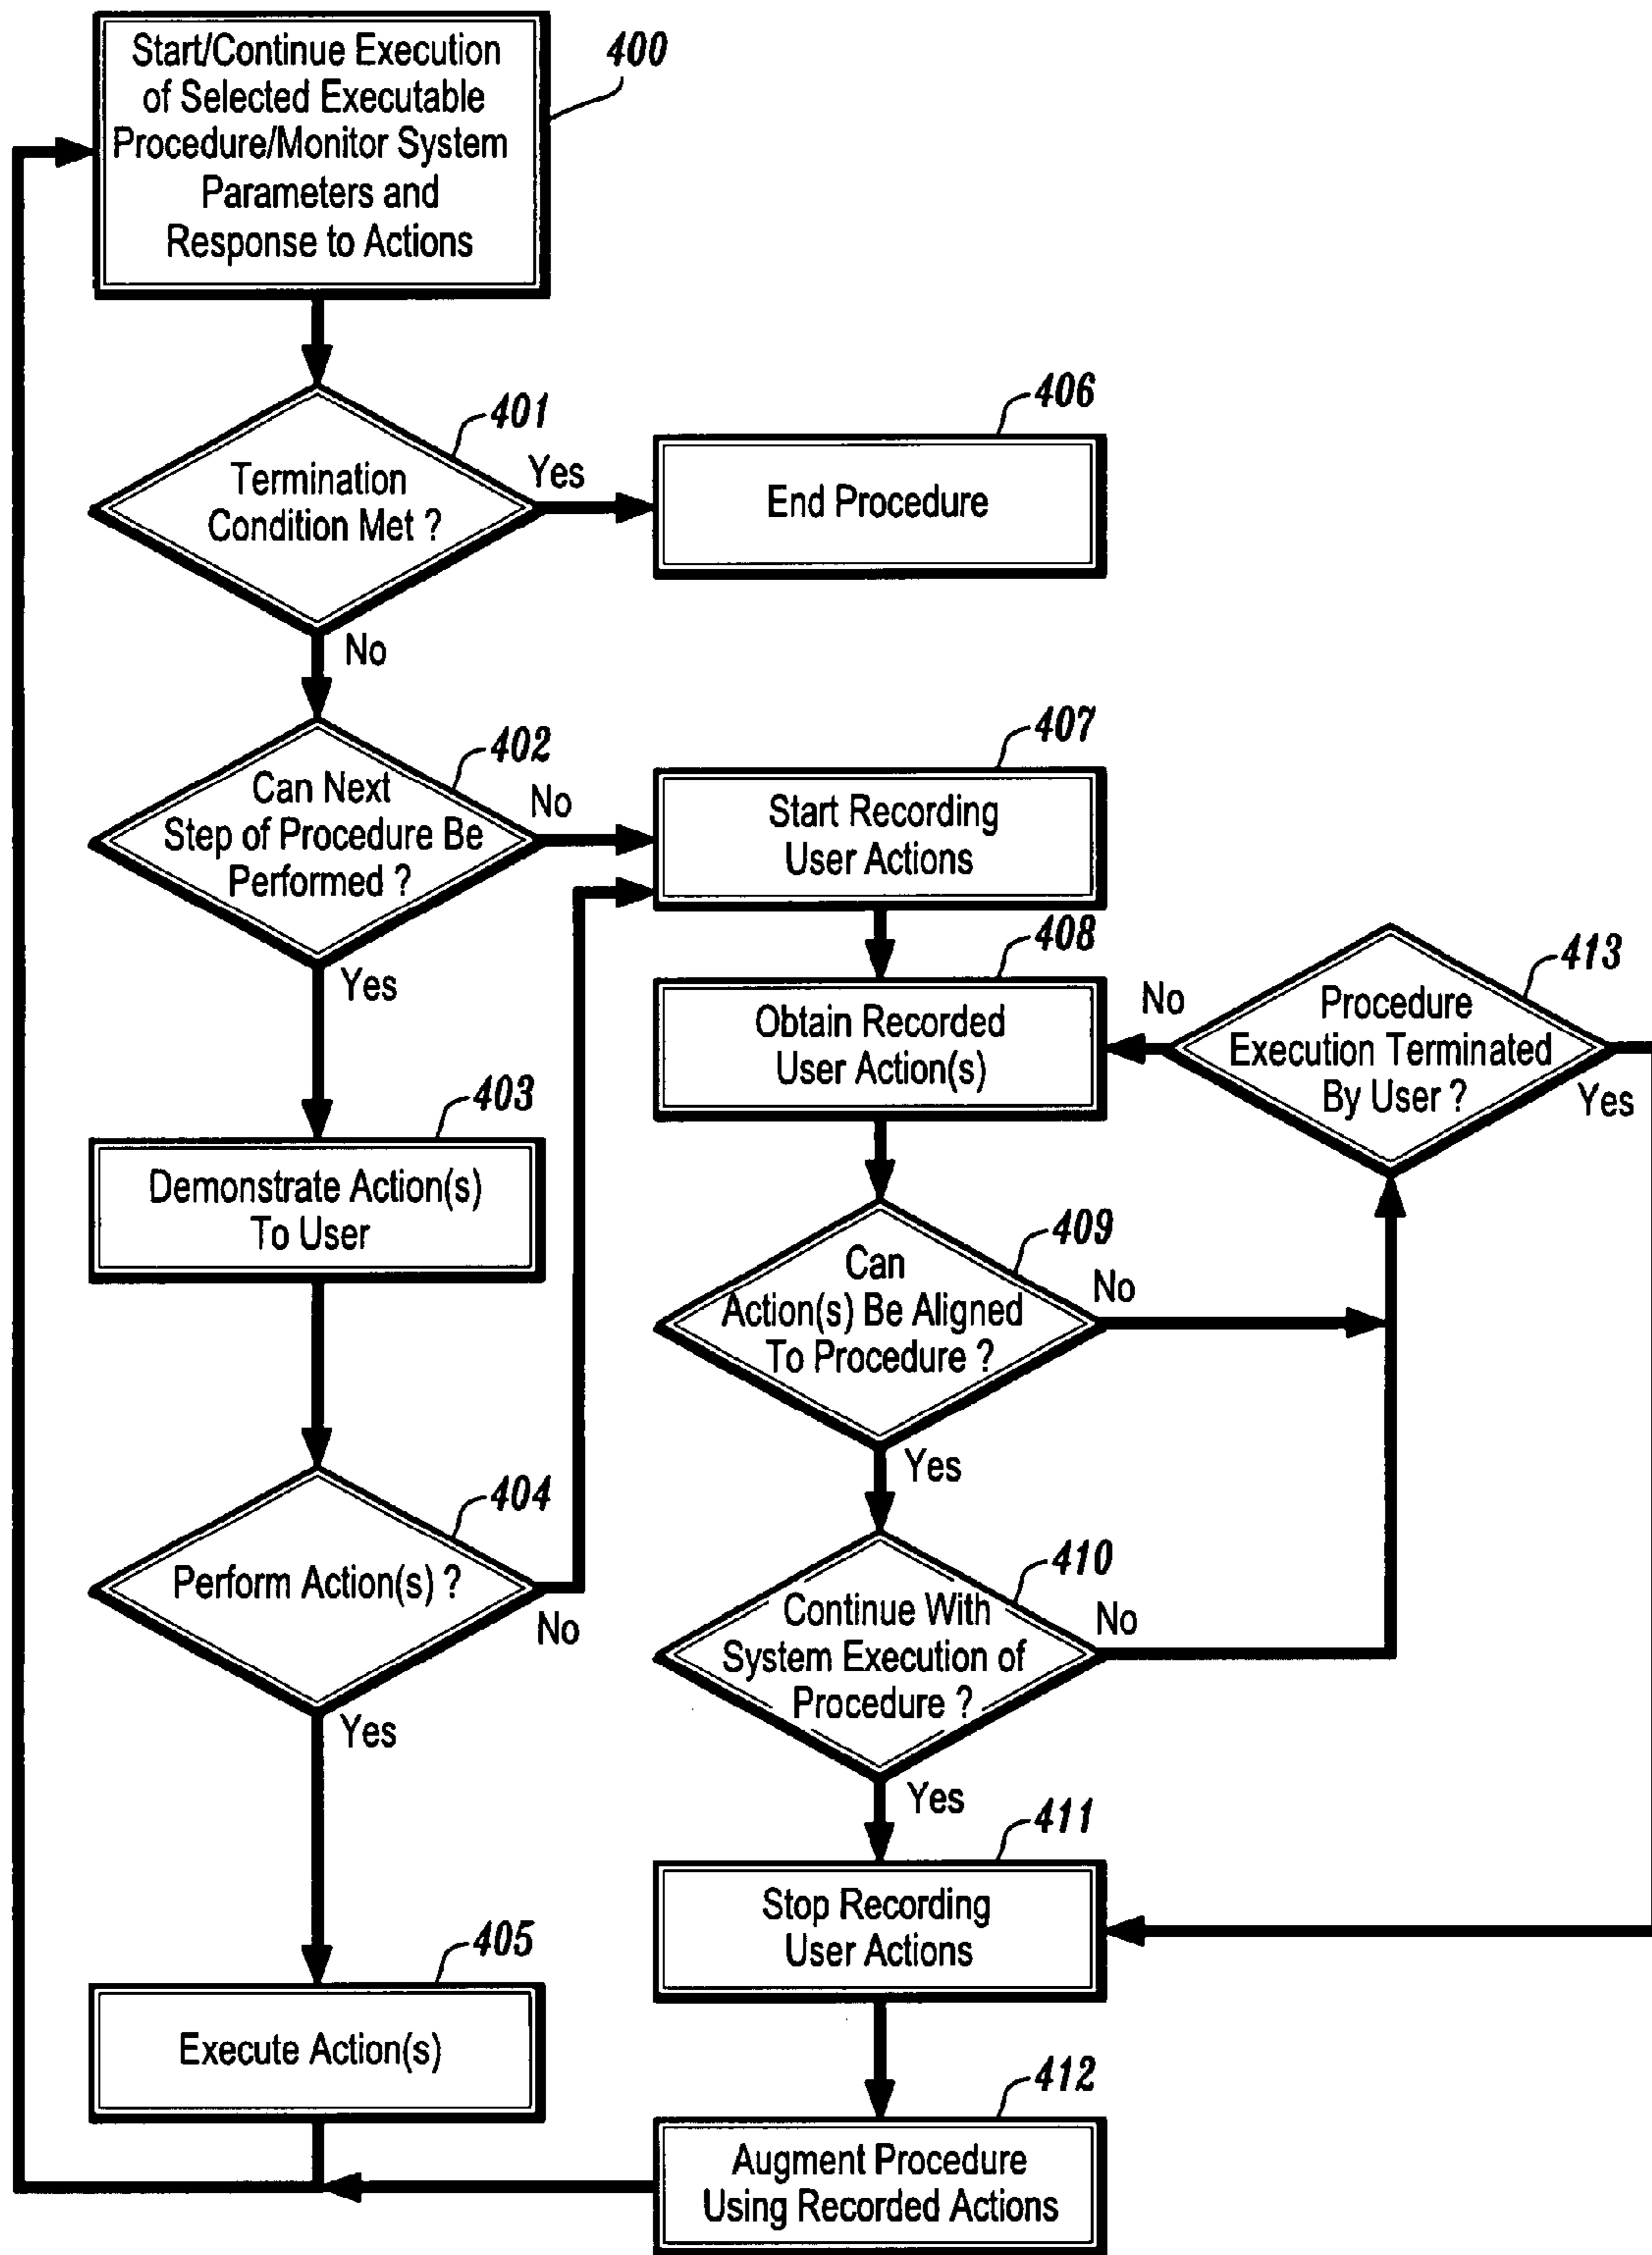 Start/Continue Execution
of Selected Executable
Procedure/Monitor System
Parameters and
Response to Actions
400
Termination
Condition Met ?
401
Yes
No
End Procedure
406
Can Next
Step of Procedure Be
Performed ?
402
No
Yes
Start Recording
User Actions
407
Obtain Recorded
User Action(s)
408
Procedure
Execution Terminated
By User ?
413
No
Yes
Demonstrate Action(s)
To User
403
Can
Action(s) Be Aligned
To Procedure ?
409
No
Yes
Perform Action(s) ?
404
No
Yes
Continue With
System Execution of
Procedure ?
410
No
Yes
Stop Recording
User Actions
411
Execute Action(s)
405
Augment Procedure
Using Recorded Actions
412